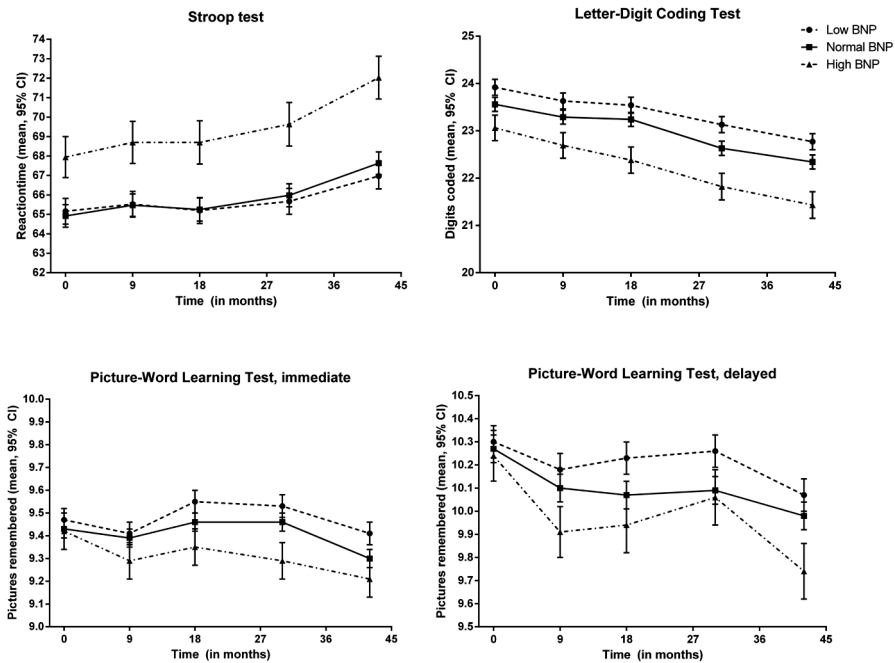 Stroop test
Reactiontime (mean, 95% CI)
74
73
72
71
70
69
68
67
66
65
64
63
62
0 9 18 27 36 45
Time (in months)
Letter-Digit Coding Test
Low BNP
Normal BNP
High BNP
Digits coded (mean, 95% CI)
25
24
23
22
21
20
0 9 18 27 36 45
Time (in months)
Picture-Word Learning Test, immediate
Pictures remembered (mean, 95% CI)
10.0
9.9
9.8
9.7
9.6
9.5
9.4
9.3
9.2
9.1
9.0
0 9 18 27 36 45
Time (in months)
Picture-Word Learning Test, delayed
Pictures remembered (mean, 95% CI)
10.5
10.4
10.3
10.2
10.1
10.0
9.9
9.8
9.7
9.6
9.5
0 9 18 27 36 45
Time (in months)